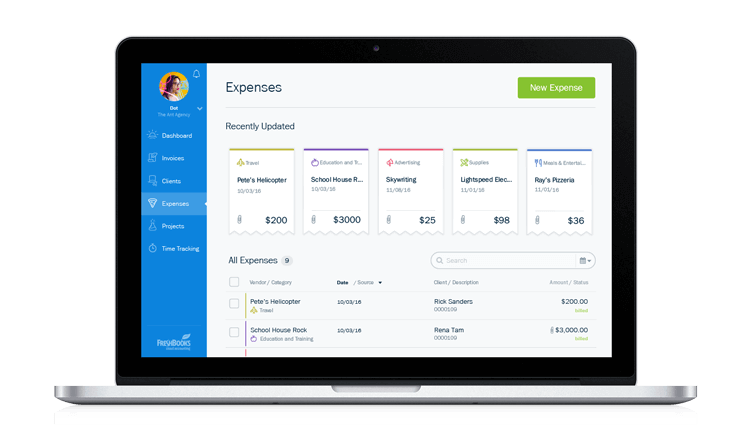 Dot
The Ant Agency
Dashboard
Invoices
Clients
Expenses
Projects
Time Tracking
FRESHBOOKS
cloud accounting
Expenses
New Expense
Recently Updated
Travel
Pete's Helicopter
10/03/16
$200
Education and Tr...
School House R...
10/03/16
$3000
Advertising
Skywriting
11/08/16
$25
Supplies
Lightspeed Elec...
11/01/16
$98
Meals & Entertai...
Ray's Pizzeria
11/01/16
$36
All Expenses 9
Search
Vendor / Category Date / Source Client / Description Amount / Status
Pete's Helicopter 10/03/16 Rick Sanders $200.00
Travel 0000109 billed
School House Rock 10/03/16 Rena Tam $3,000.00
Education and Training 0000109 billed